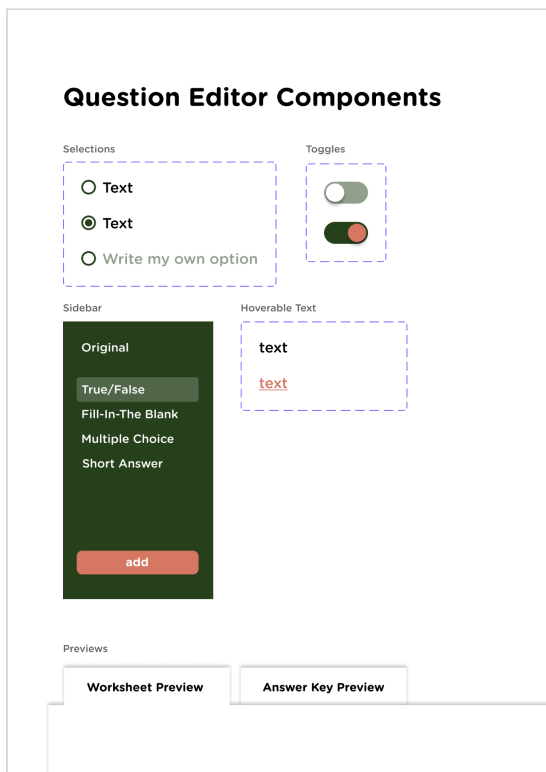 Question Editor Components
Selections
Toggles
Text
Text
Write my own option
Sidebar
Hoverable Text
Original
True/False
Fill-In-The Blank
Multiple Choice
Short Answer
add
text
text
Previews
Worksheet Preview
Answer Key Preview